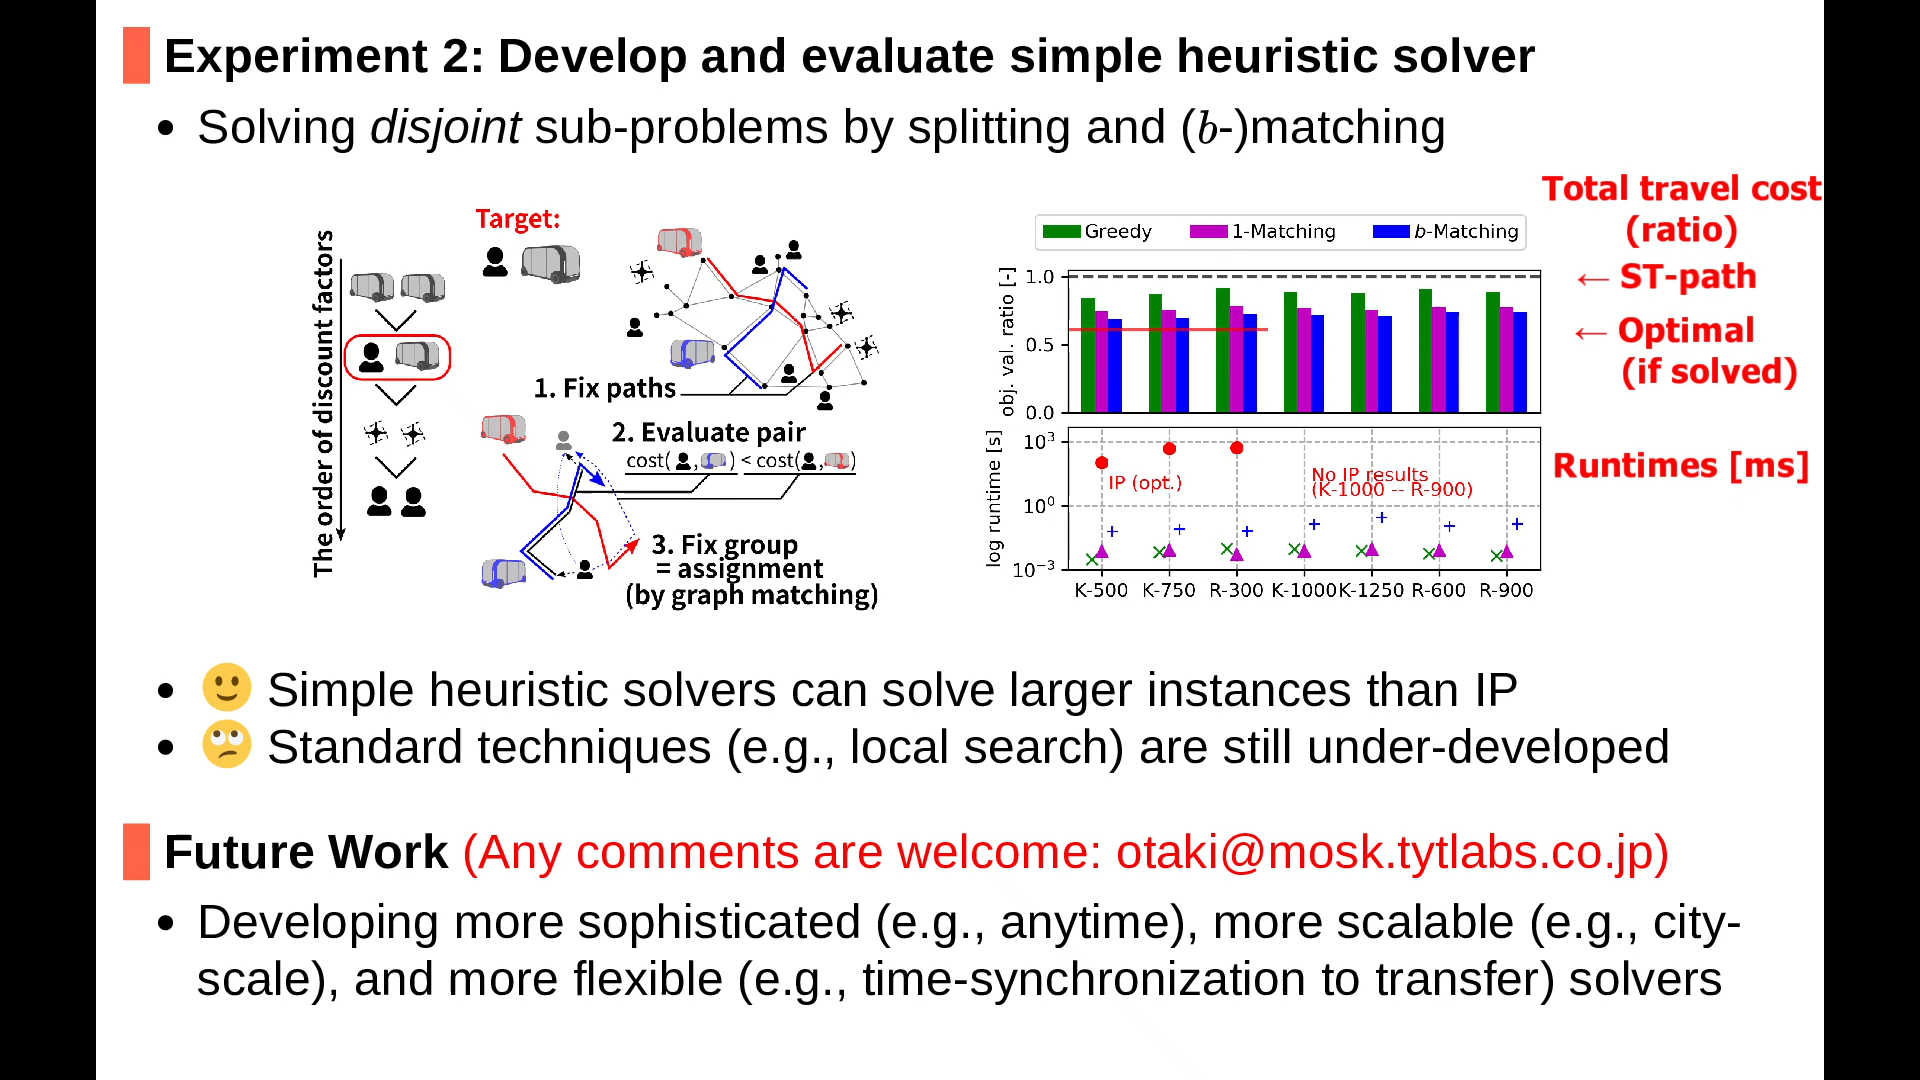 Experiment 2: Develop and evaluate simple heuristic solver
• Solving disjoint sub-problems by splitting and (b-)matching
The order of discount factors
Target:
1. Fix paths
2. Evaluate pair
cost( , ) < cost( , )
3. Fix group
= assignment
(by graph matching)
Greedy 1-Matching b-Matching
obj. val. ratio [-]
1.0
0.5
0.0
log runtime [s]
10³
10⁰
10⁻³
IP (opt.)
No IP results
(K-1000 -- R-900)
K-500 K-750 R-300 K-1000 K-1250 R-600 R-900
Total travel cost
(ratio)
← ST-path
← Optimal
(if solved)
Runtimes [ms]
• 🙂 Simple heuristic solvers can solve larger instances than IP
• 🙄 Standard techniques (e.g., local search) are still under-developed
Future Work (Any comments are welcome: otaki@mosk.tytlabs.co.jp)
• Developing more sophisticated (e.g., anytime), more scalable (e.g., city-
scale), and more flexible (e.g., time-synchronization to transfer) solvers